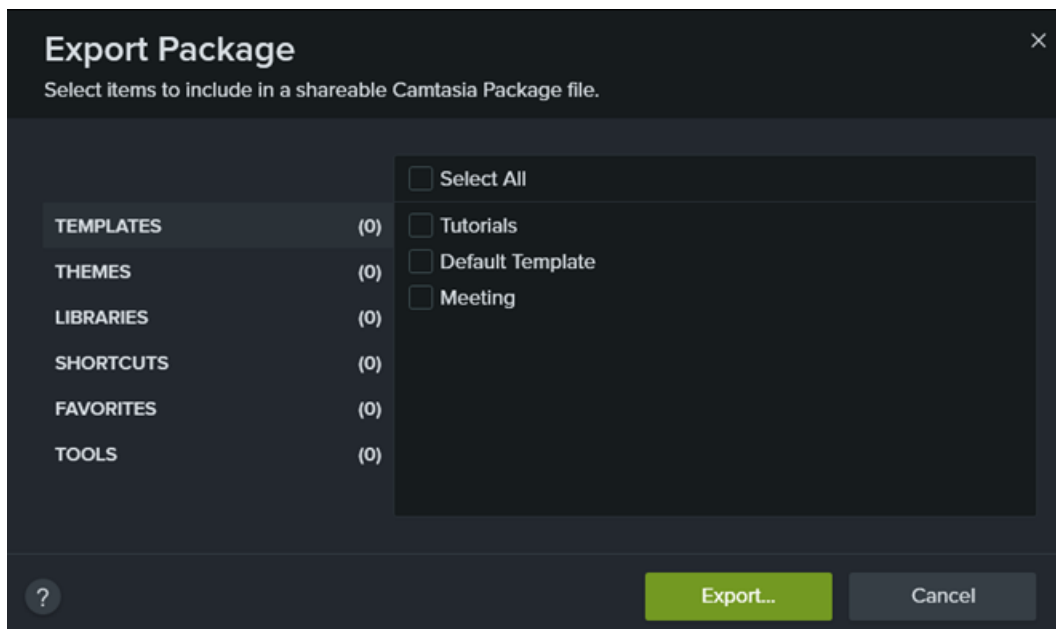 Export Package
×
Select items to include in a shareable Camtasia Package file.
Select All
TEMPLATES (0)
THEMES (0)
LIBRARIES (0)
SHORTCUTS (0)
FAVORITES (0)
TOOLS (0)
Tutorials
Default Template
Meeting
?
Export...
Cancel